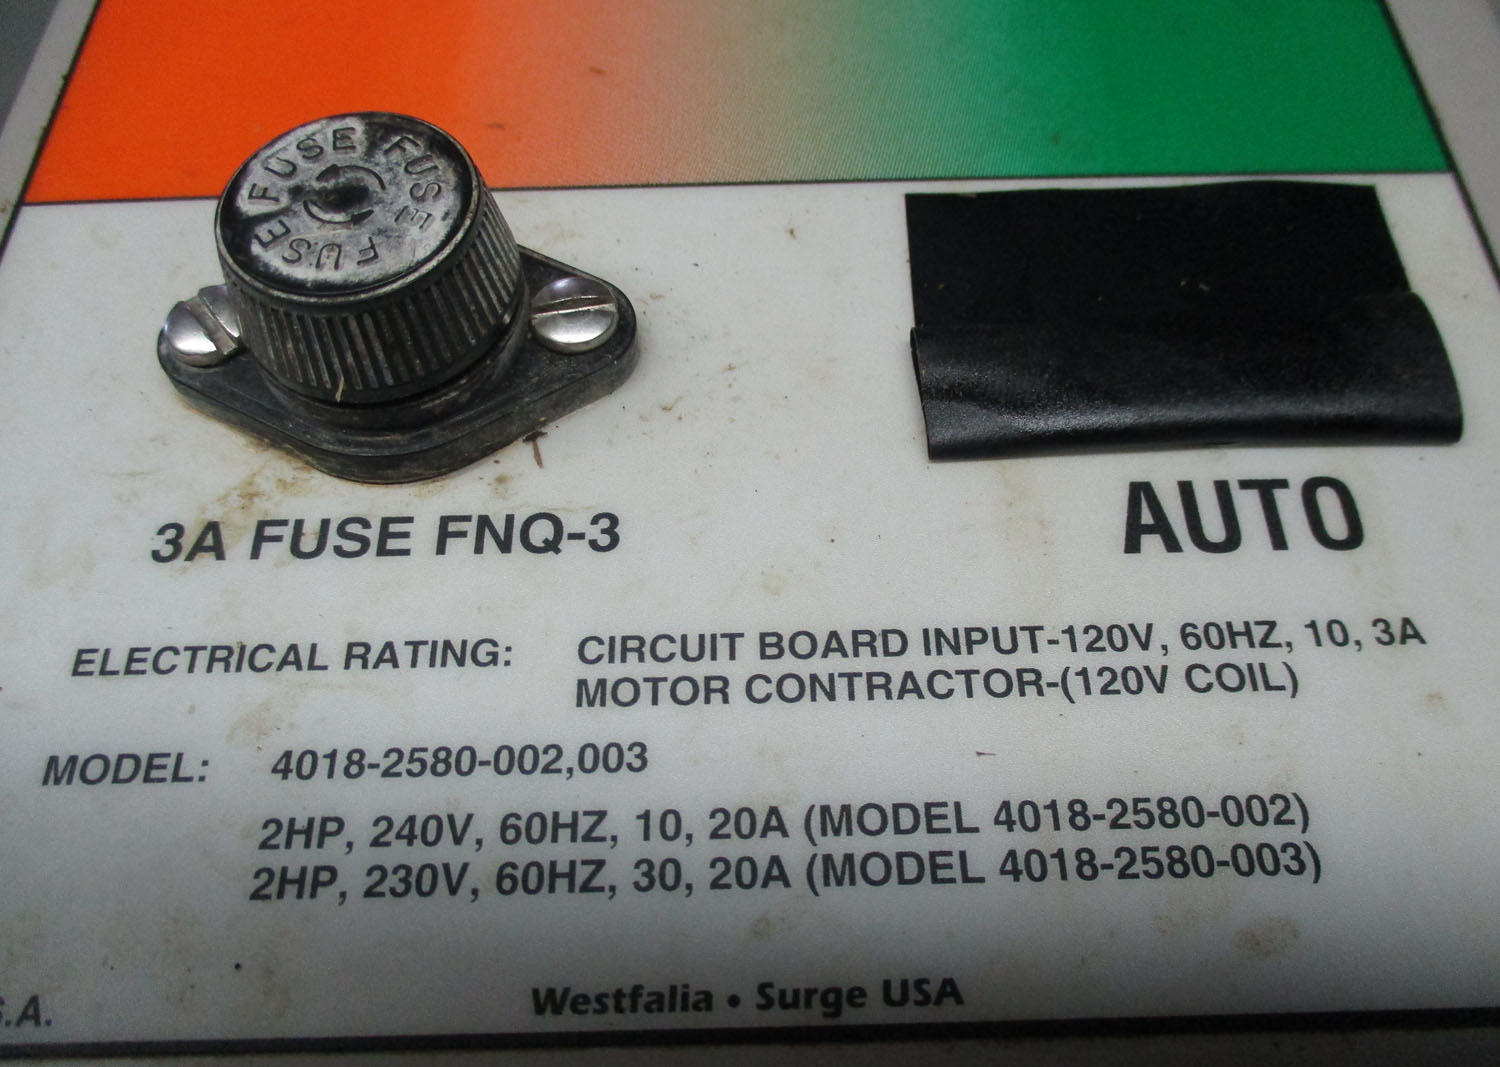 FUSE FUSE FUSE
3A FUSE FNQ-3
AUTO
ELECTRICAL RATING: CIRCUIT BOARD INPUT-120V, 60HZ, 10, 3A
MOTOR CONTRACTOR-(120V COIL)
MODEL: 4018-2580-002,003
2HP, 240V, 60HZ, 10, 20A (MODEL 4018-2580-002)
2HP, 230V, 60HZ, 30, 20A (MODEL 4018-2580-003)
.A.
Westfalia • Surge USA